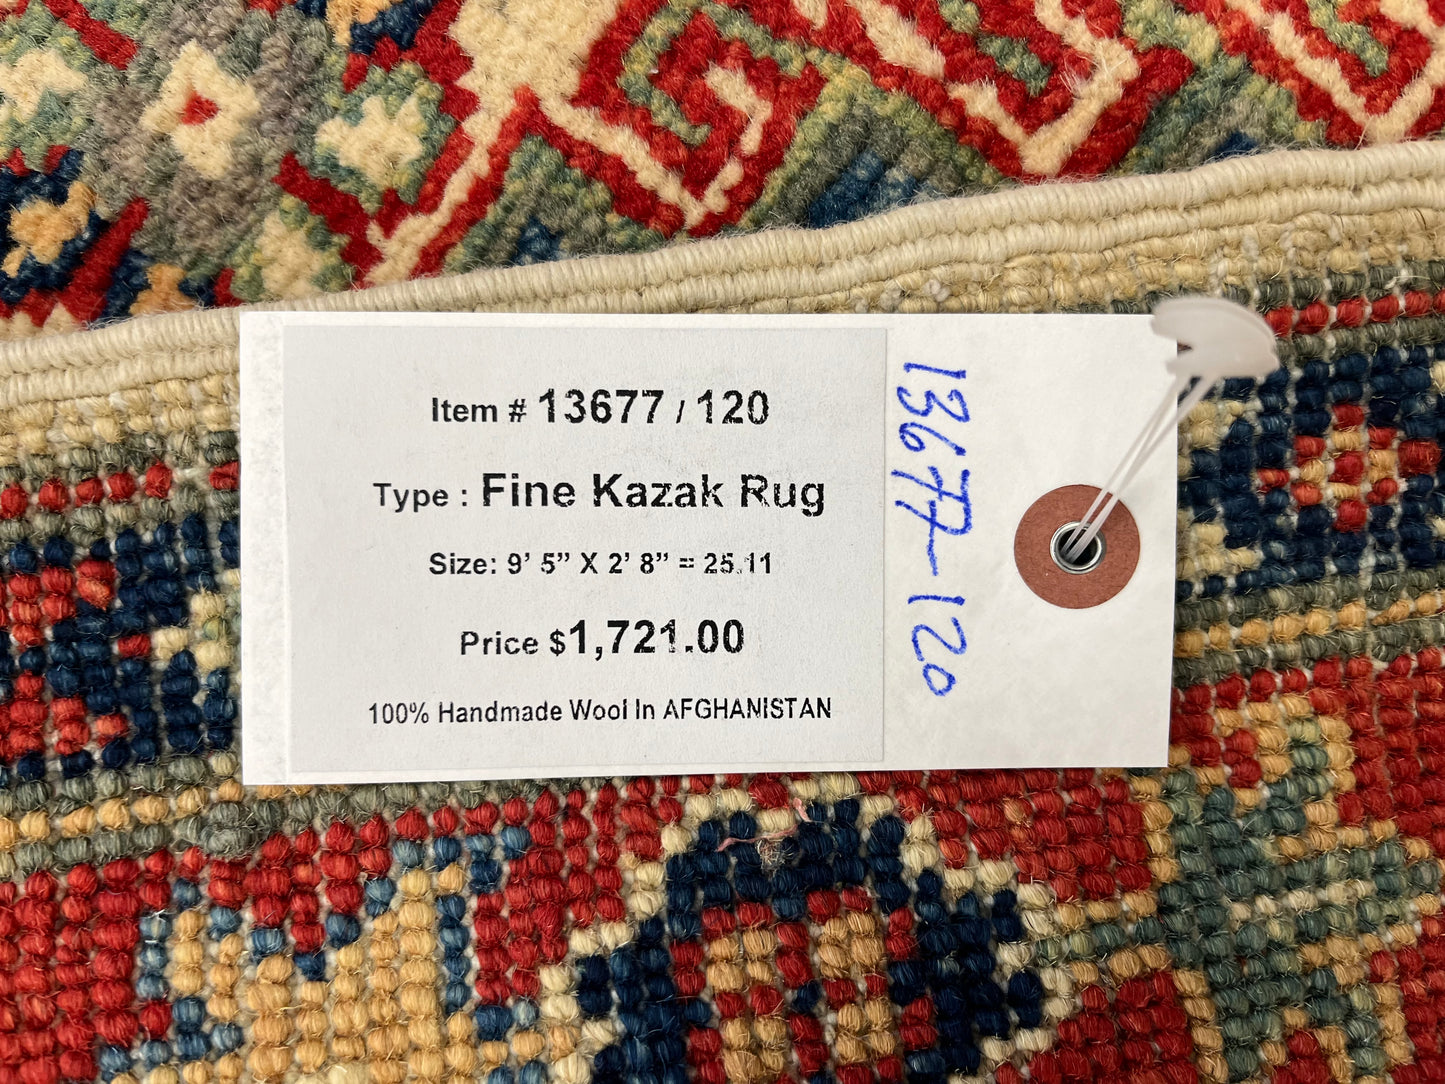 Item # 13677 / 120
Type : Fine Kazak Rug
Size: 9’ 5” X 2’ 8” = 25.11
Price $1,721.00
100% Handmade Wool In AFGHANISTAN
13677-120